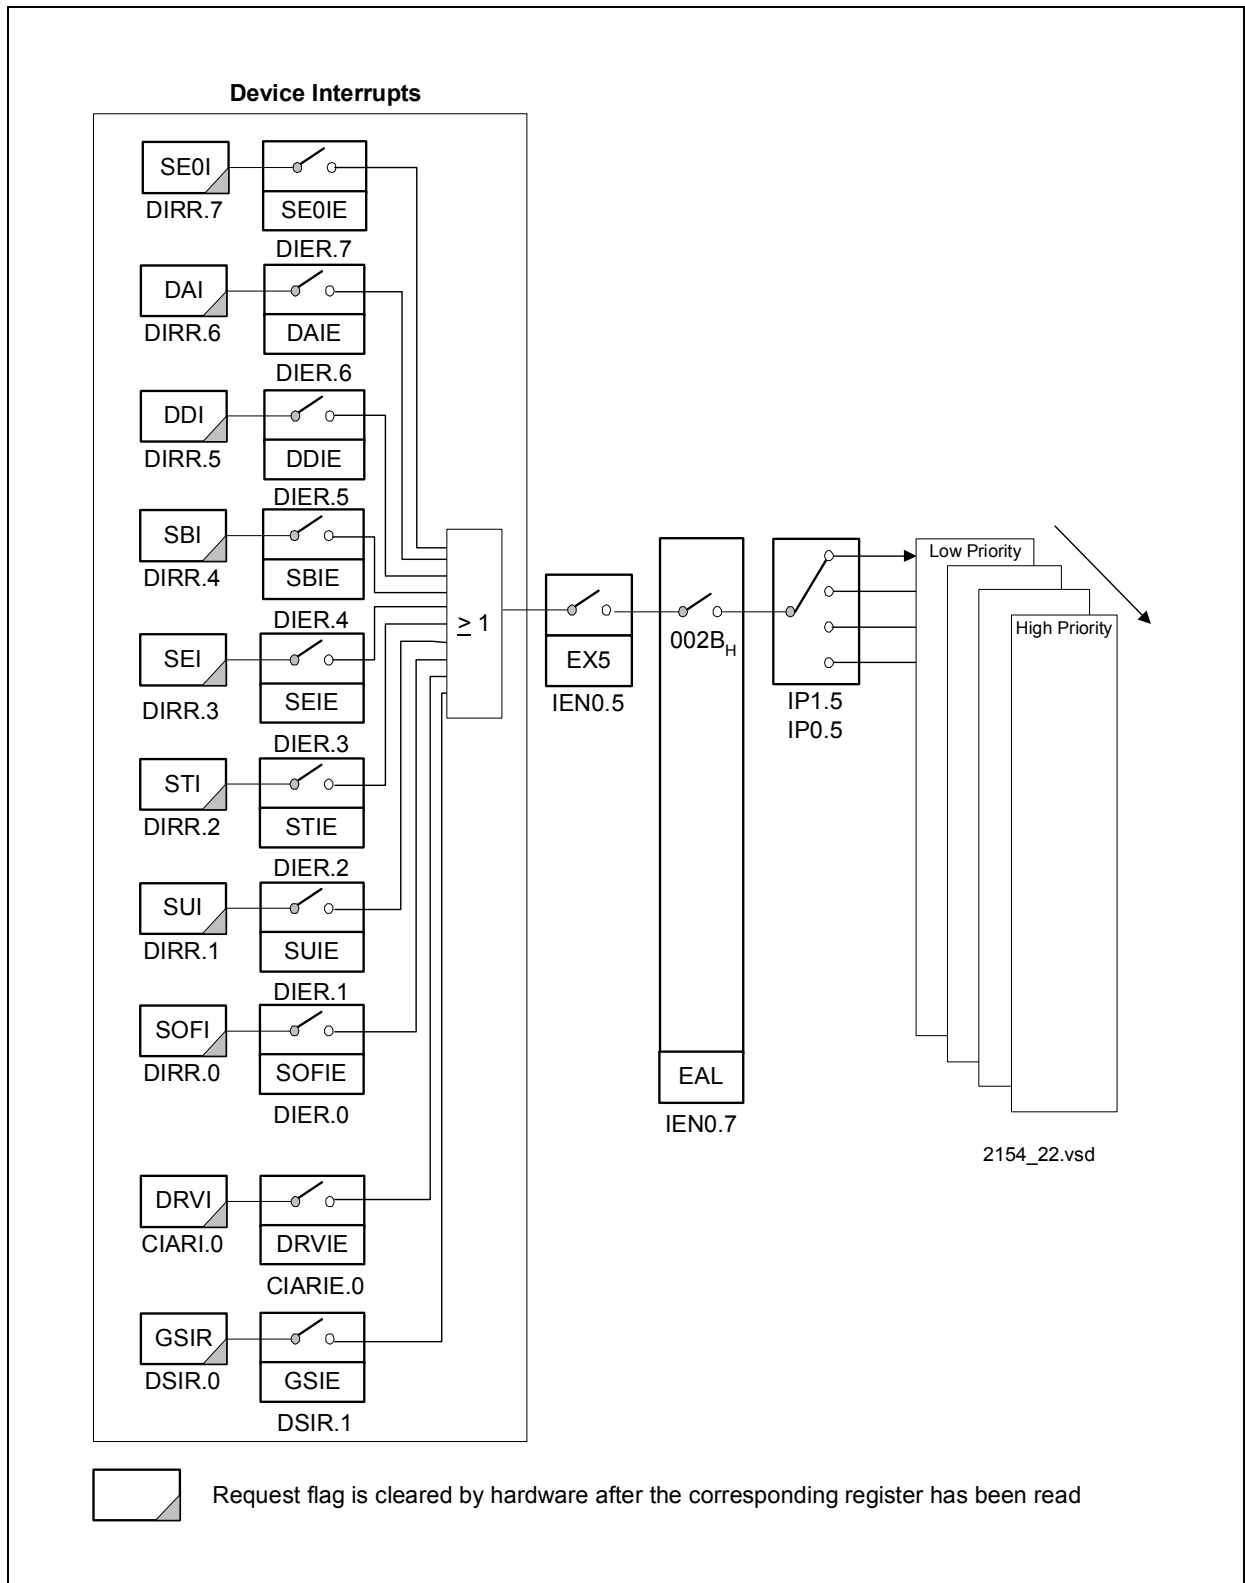 Device Interrupts
SE0I
DIRR.7
SE0IE
DIER.7
DAI
DIRR.6
DAIE
DIER.6
DDI
DIRR.5
DDIE
DIER.5
SBI
DIRR.4
SBIE
DIER.4
SEI
DIRR.3
SEIE
DIER.3
STI
DIRR.2
STIE
DIER.2
SUI
DIRR.1
SUIE
DIER.1
SOFI
DIRR.0
SOFIE
DIER.0
DRVI
CIARI.0
DRVIE
CIARIE.0
GSIR
DSIR.0
GSIE
DSIR.1
≥ 1
EX5
IEN0.5
002BH
EAL
IEN0.7
IP1.5
IP0.5
Low Priority
High Priority
2154_22.vsd
Request flag is cleared by hardware after the corresponding register has been read